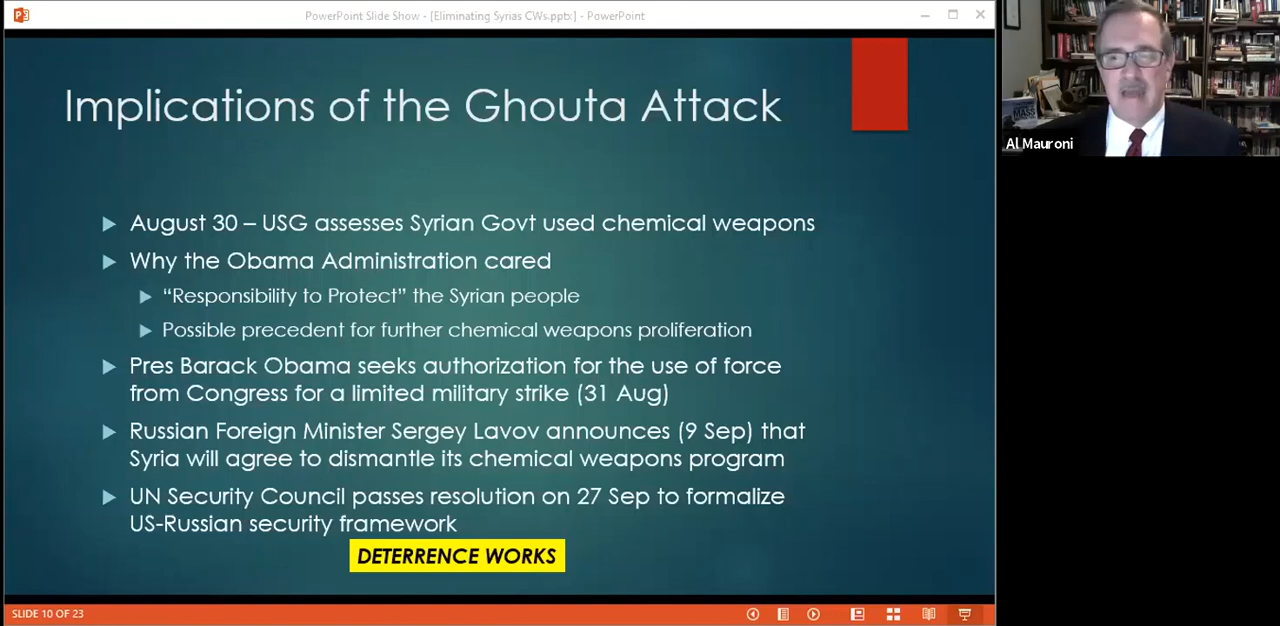 PowerPoint Slide Show - [Eliminating Syrias CWs.pptx] - PowerPoint
Implications of the Ghouta Attack
Al Mauroni
MASS
August 30 – USG assesses Syrian Govt used chemical weapons
Why the Obama Administration cared
“Responsibility to Protect” the Syrian people
Possible precedent for further chemical weapons proliferation
Pres Barack Obama seeks authorization for the use of force
from Congress for a limited military strike (31 Aug)
Russian Foreign Minister Sergey Lavov announces (9 Sep) that
Syria will agree to dismantle its chemical weapons program
UN Security Council passes resolution on 27 Sep to formalize
US-Russian security framework
DETERRENCE WORKS
SLIDE 10 OF 23